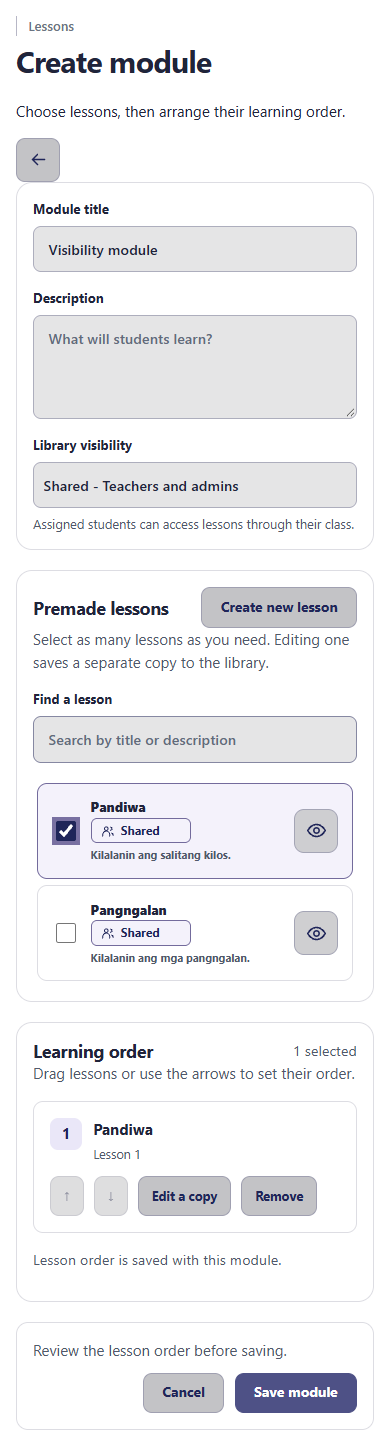 Lessons
Create module
Choose lessons, then arrange their learning order.
←
Module title
Visibility module
Description
What will students learn?
Library visibility
Shared - Teachers and admins
Assigned students can access lessons through their class.
Premade lessons
Create new lesson
Select as many lessons as you need. Editing one
saves a separate copy to the library.
Find a lesson
Search by title or description
Pandiwa
Shared
Kilalanin ang salitang kilos.
Pangngalan
Shared
Kilalanin ang mga pangngalan.
Learning order
1 selected
Drag lessons or use the arrows to set their order.
1
Pandiwa
Lesson 1
↑ ↓ Edit a copy Remove
Lesson order is saved with this module.
Review the lesson order before saving.
Cancel Save module